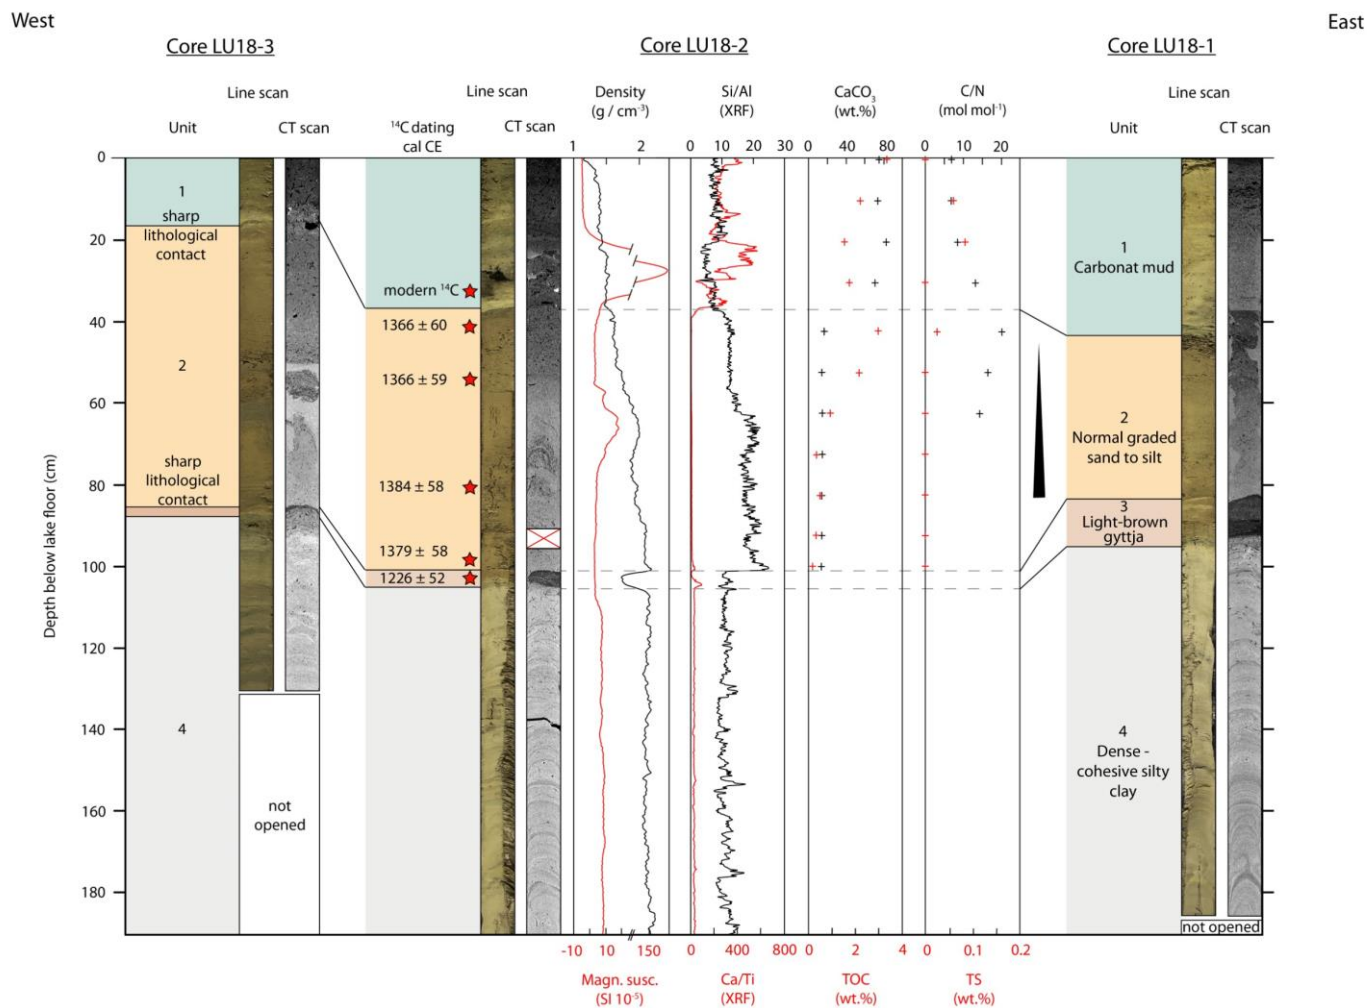 West
East
Core LU18-3
Core LU18-2
Core LU18-1
Line scan
Unit
CT scan
¹⁴C dating
cal CE
Line scan
CT scan
Density
(g / cm⁻³)
Si/Al
(XRF)
CaCO₃
(wt.%)
C/N
(mol mol⁻¹)
Line scan
Unit
CT scan
1 2
0 10 20 30
0 40 80
0 10 20
0
20
40
60
80
100
120
140
160
180
Depth below lake floor (cm)
1
sharp
lithological
contact
2
sharp
lithological
contact
4
not
opened
modern ¹⁴C
1366 ± 60
1366 ± 59
1384 ± 58
1379 ± 58
1226 ± 52
1
Carbonat mud
2
Normal graded
sand to silt
3
Light-brown
gyttja
4
Dense -
cohesive silty
clay
not opened
-10 10 150
Magn. susc.
(SI 10⁻⁵)
0 400 800
Ca/Ti
(XRF)
0 2 4
TOC
(wt.%)
0 0.1 0.2
TS
(wt.%)